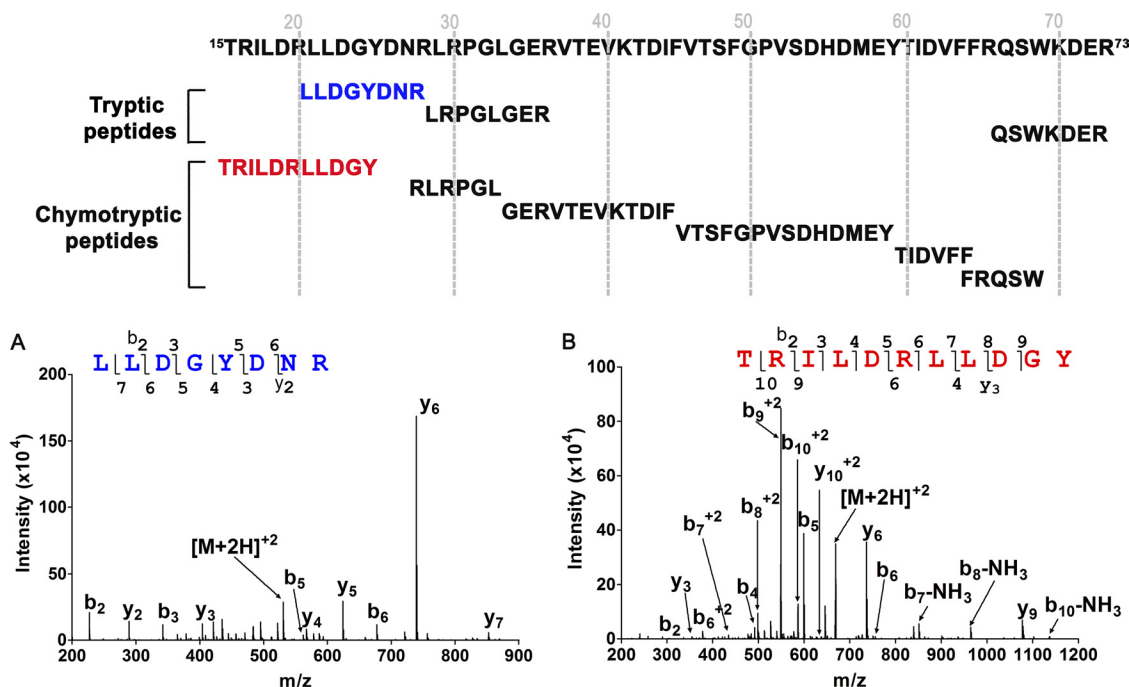 20 30 40 50 60 70
15TRILDRLLDGYDNRLRPGLGERVTEVKTDIFVTSFGPVSDHDMEYTIDVFFRQSWKDER73
Tryptic
peptides
LLDGYDNR
LRPGLGER
QSWKDER
Chymotryptic
peptides
TRILDRLLDGY
RLRPGL
GERVTEVKTDIF
VTSFGPVSDHDMEY
TIDVFF
FRQSW
A
b2 3 5 6
L L D G Y D N R
7 6 5 4 3 y2
Intensity (x10^4)
200
150
100
50
0
b2
y2
b3
y3
[M+2H]+2
b5
y4
y5
b6
y6
y7
200 300 400 500 600 700 800 900
m/z
B
b2 3 4 5 6 7 8 9
T R I L D R L L D G Y
10 9 6 4 y3
Intensity (x10^4)
100
80
60
40
20
0
b2
y3
b6+2
b7+2
b4
b8+2
b9+2
b10+2
b5
y10+2
[M+2H]+2
y6
b6
b7-NH3
b8-NH3
y9
b10-NH3
200 300 400 500 600 700 800 900 1000 1100 1200
m/z